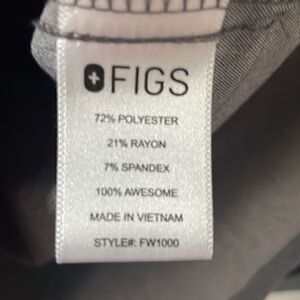 FIGS
72% POLYESTER
21% RAYON
7% SPANDEX
100% AWESOME
MADE IN VIETNAM
STYLE#: FW1000